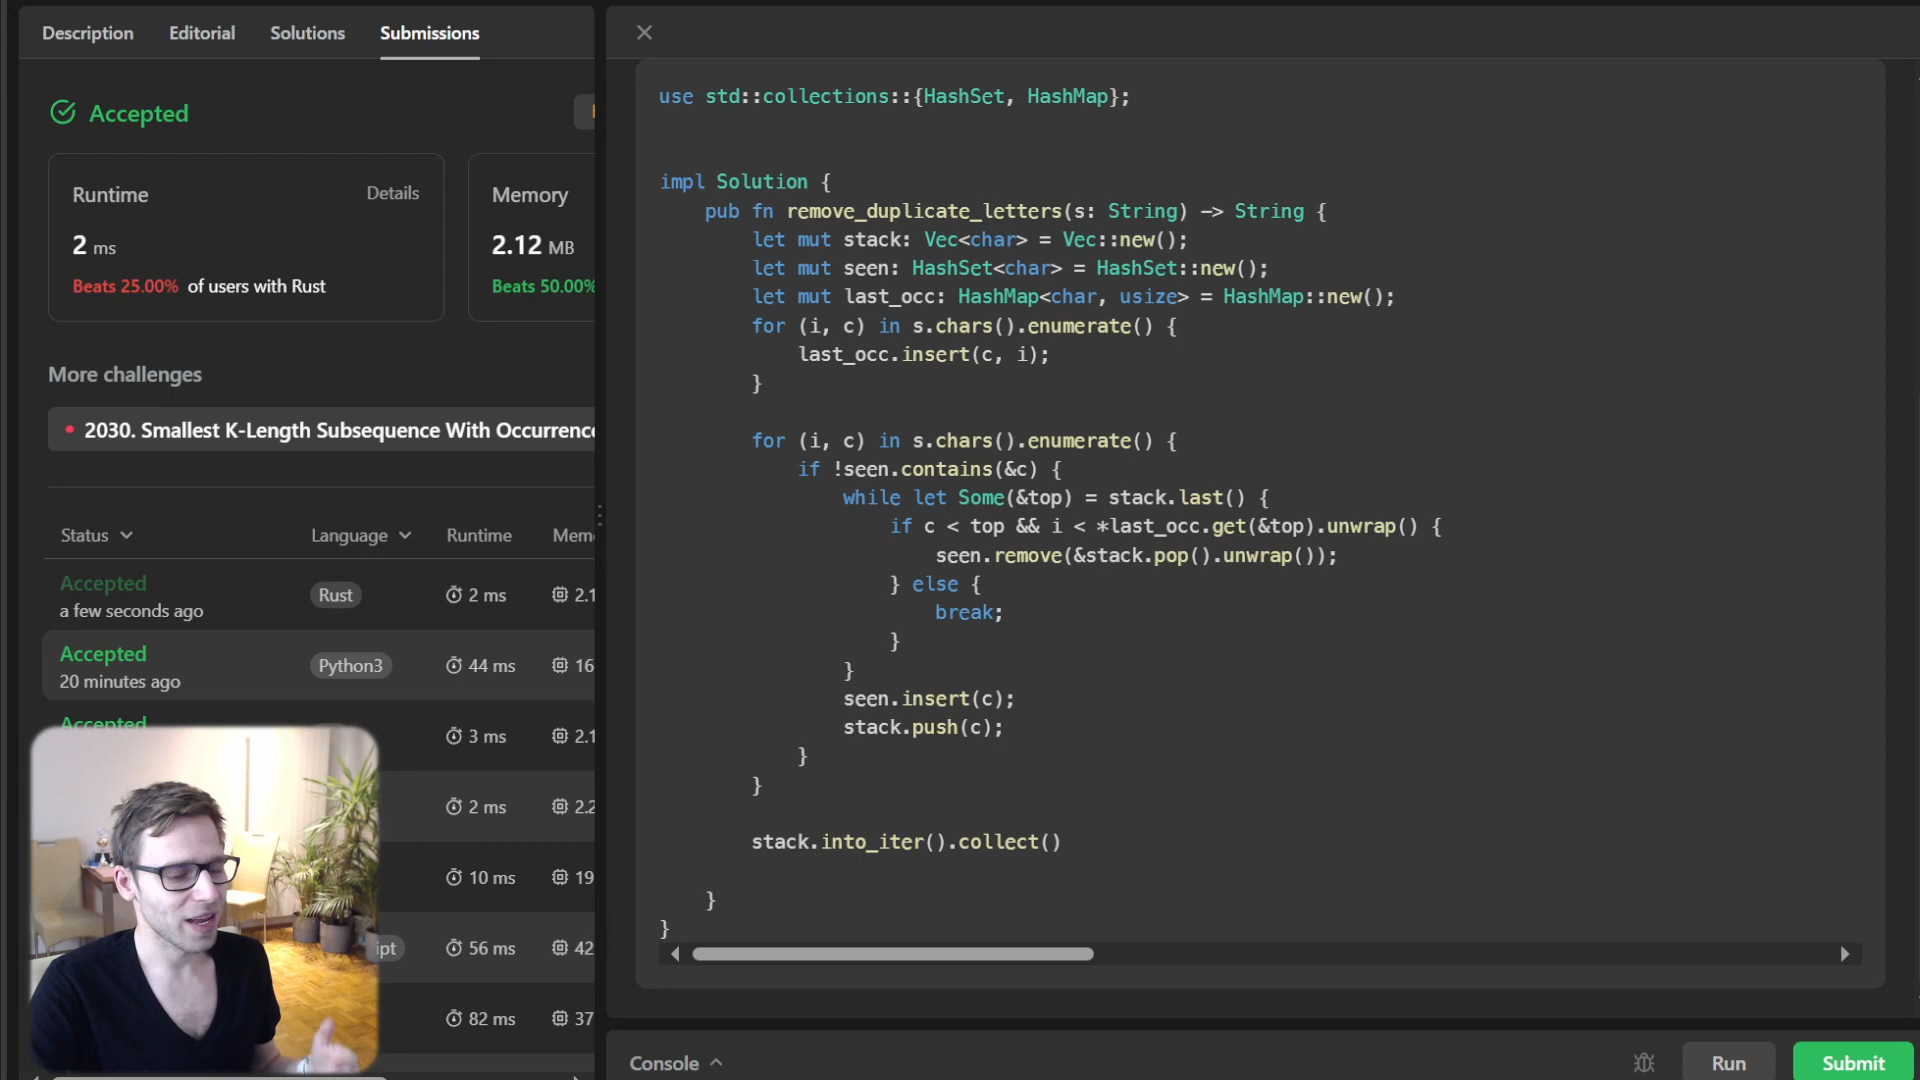 Description Editorial Solutions Submissions
Accepted
Runtime Details
2 ms
Beats 25.00% of users with Rust
Memory
2.12 MB
Beats 50.00%
More challenges
2030. Smallest K-Length Subsequence With Occurrenc
Status Language Runtime Mem
Accepted
a few seconds ago
Rust 2 ms 2.1
Accepted
20 minutes ago
Python3 44 ms 16
Accepted
3 ms 2.1
2 ms 2.2
10 ms 19
ipt 56 ms 42
82 ms 37
use std::collections::{HashSet, HashMap};
impl Solution {
pub fn remove_duplicate_letters(s: String) -> String {
let mut stack: Vec<char> = Vec::new();
let mut seen: HashSet<char> = HashSet::new();
let mut last_occ: HashMap<char, usize> = HashMap::new();
for (i, c) in s.chars().enumerate() {
last_occ.insert(c, i);
}
for (i, c) in s.chars().enumerate() {
if !seen.contains(&c) {
while let Some(&top) = stack.last() {
if c < top && i < *last_occ.get(&top).unwrap() {
seen.remove(&stack.pop().unwrap());
} else {
break;
}
}
seen.insert(c);
stack.push(c);
}
}
stack.into_iter().collect()
}
}
Console
Run
Submit